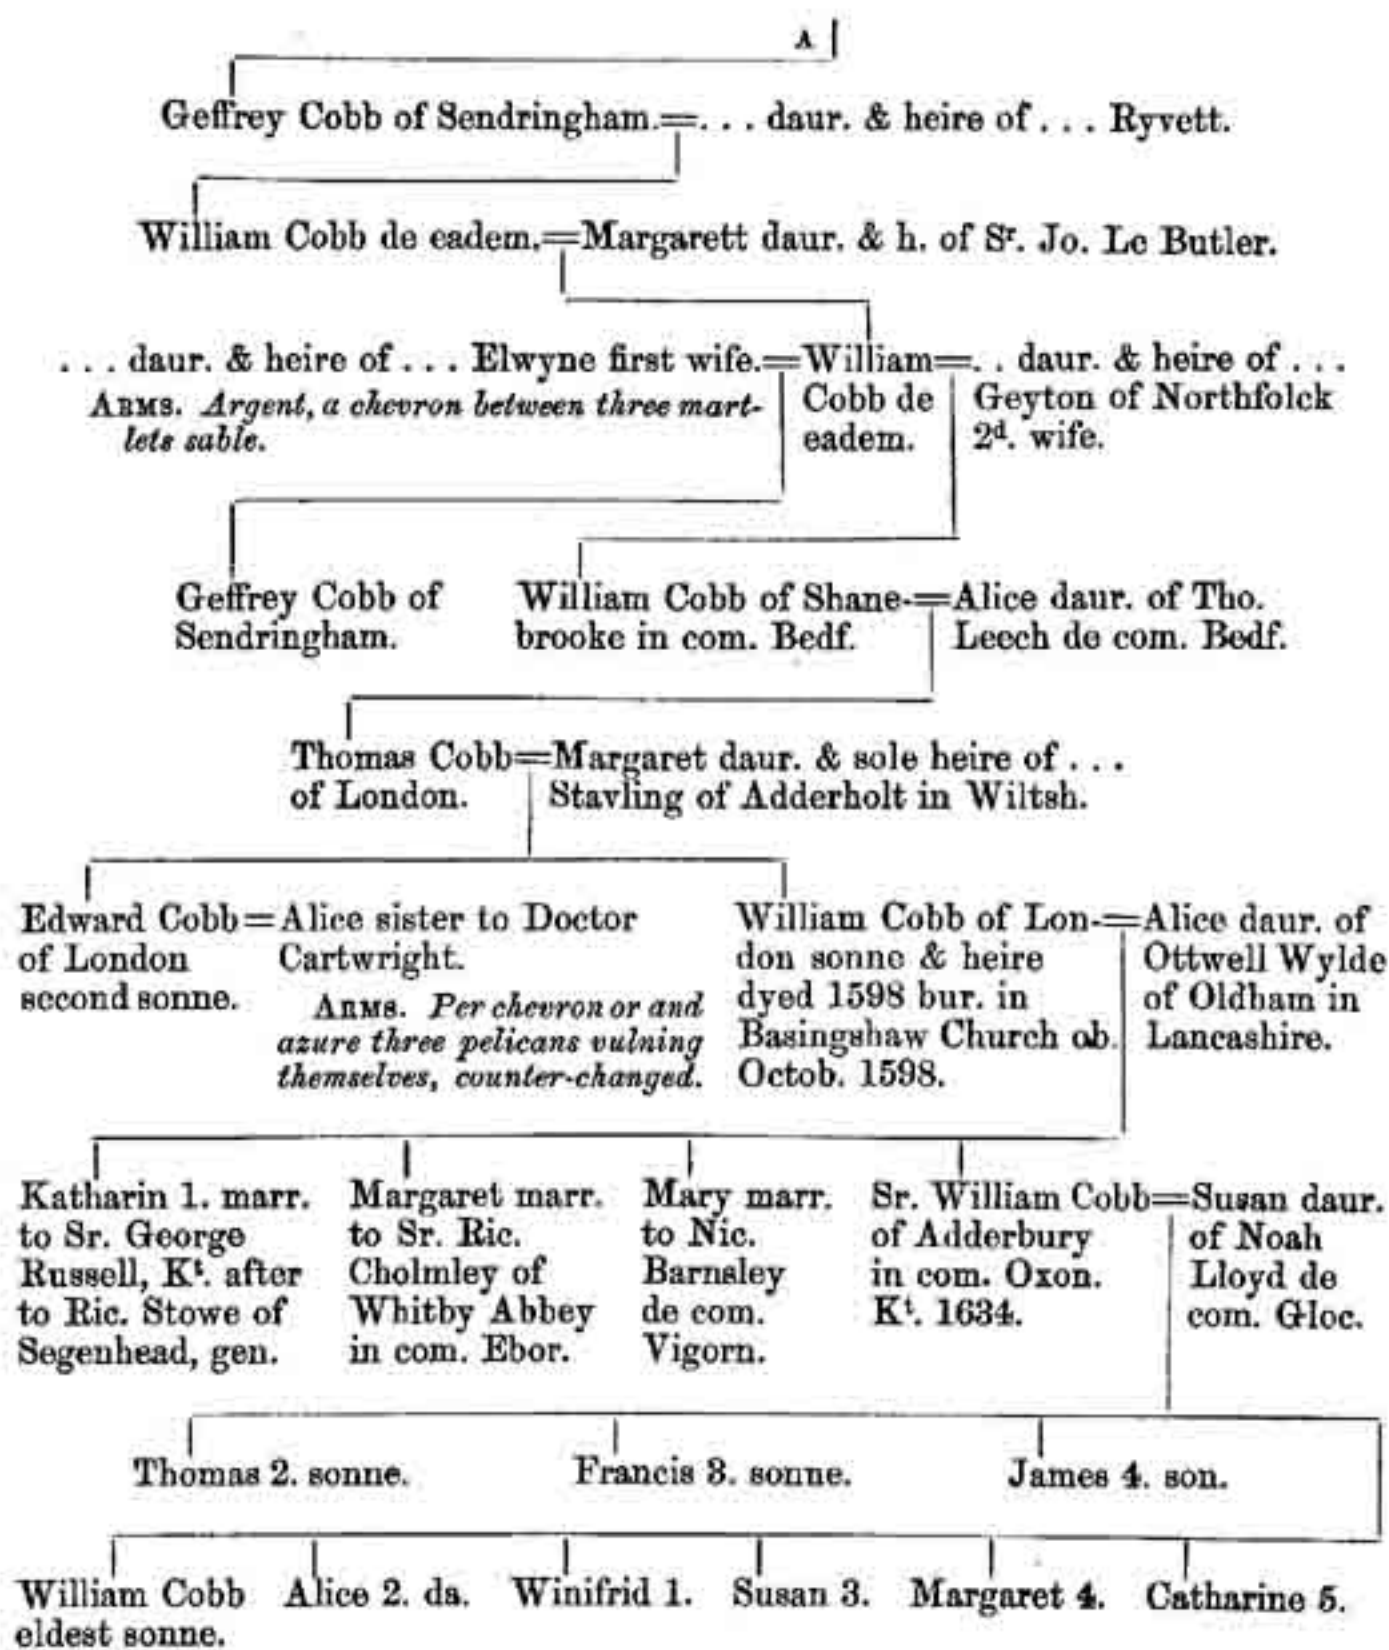 A
Geffrey Cobb of Sendringham.=. . . daur. & heire of . . . Ryvett.
William Cobb de eadem.=Margarett daur. & h. of Sr. Jo. Le Butler.
. . . daur. & heire of . . . Elwyne first wife.=William=. . daur. & heire of . . .
ARMS. Argent, a chevron between three mart-
lets sable.
Cobb de
eadem.
Geyton of Northfolck
2d. wife.
Geffrey Cobb of
Sendringham.
William Cobb of Shane-=Alice daur. of Tho.
brooke in com. Bedf.
Leech de com. Bedf.
Thomas Cobb=Margaret daur. & sole heire of . . .
of London.
Stavling of Adderholt in Wiltsh.
Edward Cobb=Alice sister to Doctor
of London
second sonne.
Cartwright.
ARMS. Per chevron or and
azure three pelicans vulning
themselves, counter-changed.
William Cobb of Lon-=Alice daur. of
don sonne & heire
dyed 1598 bur. in
Basingshaw Church ob.
Octob. 1598.
Ottwell Wylde
of Oldham in
Lancashire.
Katharin 1. marr.
to Sr. George
Russell, Kt. after
to Ric. Stowe of
Segenhead, gen.
Margaret marr.
to Sr. Ric.
Cholmley of
Whitby Abbey
in com. Ebor.
Mary marr.
to Nic.
Barnsley
de com.
Vigorn.
Sr. William Cobb=Susan daur.
of Adderbury
in com. Oxon.
Kt. 1634.
of Noah
Lloyd de
com. Gloc.
Thomas 2. sonne.
Francis 3. sonne.
James 4. son.
William Cobb
eldest sonne.
Alice 2. da.
Winifrid 1.
Susan 3.
Margaret 4.
Catharine 5.